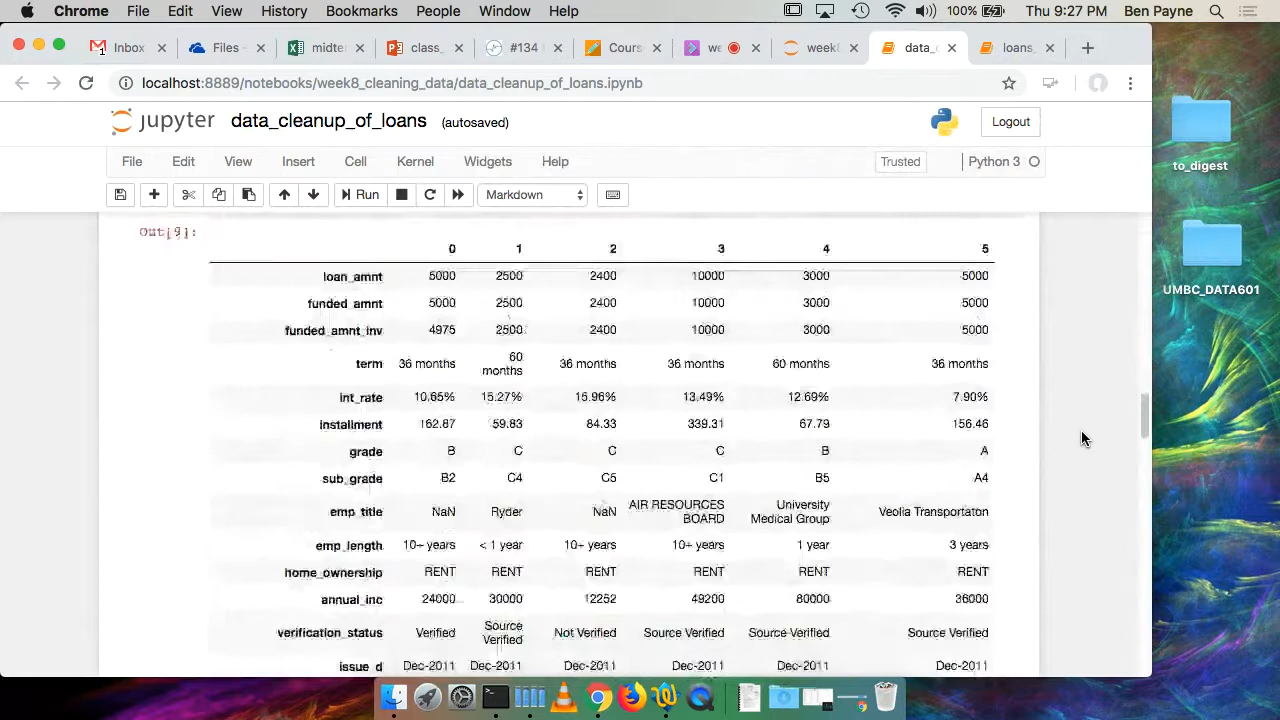 Chrome File Edit View History Bookmarks People Window Help 100% Thu 9:27 PM Ben Payne
Inbox Files - midter class_ #134 Cours we week data_ loans_
localhost:8889/notebooks/week8_cleaning_data/data_cleanup_of_loans.ipynb
jupyter data_cleanup_of_loans (autosaved) Logout
File Edit View Insert Cell Kernel Widgets Help Trusted Python 3
Run Markdown
Out[9]:
0 1 2 3 4 5
loan_amnt 5000 2500 2400 10000 3000 5000
funded_amnt 5000 2500 2400 10000 3000 5000
funded_amnt_inv 4975 2500 2400 10000 3000 5000
term 36 months 60 months 36 months 36 months 60 months 36 months
int_rate 10.65% 15.27% 15.96% 13.49% 12.69% 7.90%
installment 162.87 59.83 84.33 339.31 67.79 156.46
grade B C C C B A
sub_grade B2 C4 C5 C1 B5 A4
emp_title NaN Ryder NaN AIR RESOURCES BOARD University Medical Group Veolia Transportaton
emp_length 10+ years < 1 year 10+ years 10+ years 1 year 3 years
home_ownership RENT RENT RENT RENT RENT RENT
annual_inc 24000 30000 12252 49200 80000 36000
verification_status Verified Source Verified Not Verified Source Verified Source Verified Source Verified
issue_d Dec-2011 Dec-2011 Dec-2011 Dec-2011 Dec-2011 Dec-2011
to_digest
UMBC_DATA601